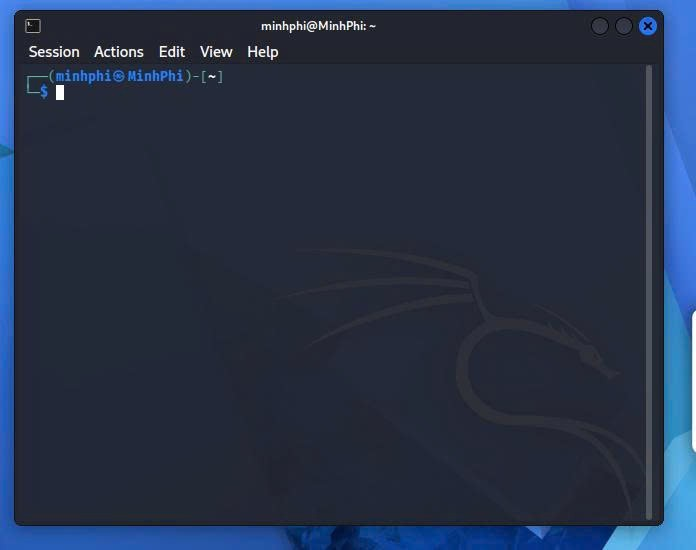 minhphi@MinhPhi: ~
Session Actions Edit View Help
┌──(minhphi㉿MinhPhi)-[~]
└─$